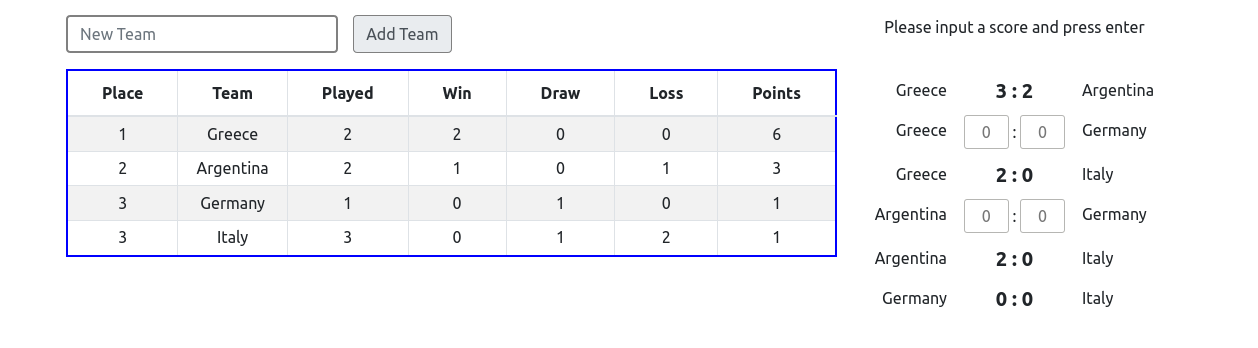 New Team Add Team
Place Team Played Win Draw Loss Points
1 Greece 2 2 0 0 6
2 Argentina 2 1 0 1 3
3 Germany 1 0 1 0 1
3 Italy 3 0 1 2 1
Please input a score and press enter
Greece 3 : 2 Argentina
Greece 0 : 0 Germany
Greece 2 : 0 Italy
Argentina 0 : 0 Germany
Argentina 2 : 0 Italy
Germany 0 : 0 Italy